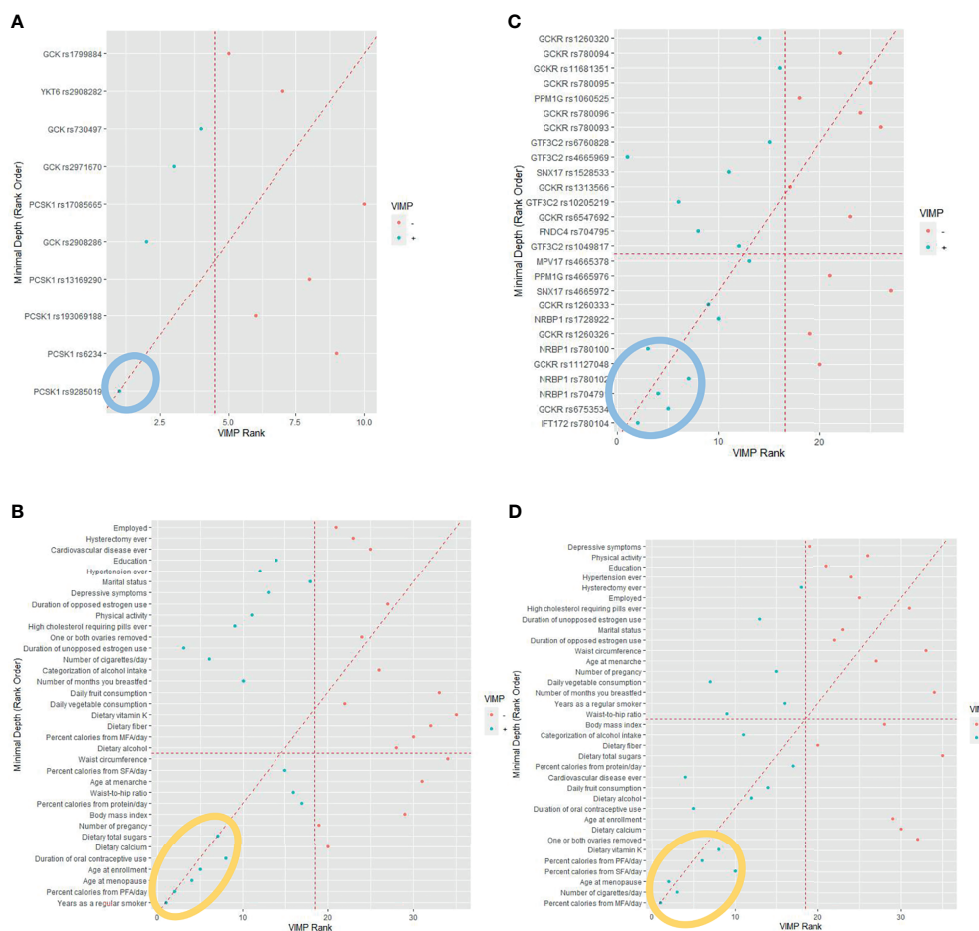 A
GCK rs1799884
YKT6 rs2908282
GCK rs730497
GCK rs2971670
PCSK1 rs17085665
GCK rs2908286
PCSK1 rs13169290
PCSK1 rs193069188
PCSK1 rs6234
PCSK1 rs9285019
Minimal Depth (Rank Order)
2.5 5.0 7.5 10.0
VIMP Rank
VIMP
-
+
C
GCKR rs1260320
GCKR rs780094
GCKR rs11681351
GCKR rs780095
PPM1G rs1060525
GCKR rs780096
GCKR rs780093
GTF3C2 rs6760828
GTF3C2 rs4665969
SNX17 rs1528533
GCKR rs1313566
GTF3C2 rs10205219
GCKR rs6547692
FNDC4 rs704795
GTF3C2 rs1049817
MPV17 rs4665378
PPM1G rs4665976
SNX17 rs4665972
GCKR rs1260333
NRBP1 rs1728922
GCKR rs1260326
NRBP1 rs780100
GCKR rs11127048
NRBP1 rs780102
NRBP1 rs70479
GCKR rs6753534
IFT172 rs780104
Minimal Depth (Rank Order)
0 10 20
VIMP Rank
VIMP
-
+
B
Employed
Hysterectomy ever
Cardiovascular disease ever
Education
Hypertension ever
Marital status
Depressive symptoms
Duration of opposed estrogen use
Physical activity
High cholesterol requiring pills ever
One or both ovaries removed
Duration of unopposed estrogen use
Number of cigarettes/day
Categorization of alcohol intake
Number of months you breastfed
Daily fruit consumption
Daily vegetable consumption
Dietary vitamin K
Dietary fiber
Percent calories from MFA/day
Dietary alcohol
Waist circumference
Percent calories from SFA/day
Age at menarche
Waist-to-hip ratio
Percent calories from protein/day
Body mass index
Number of pregancy
Dietary total sugars
Dietary calcium
Duration of oral contraceptive use
Age at enrollment
Age at menopause
Percent calories from PFA/day
Years as a regular smoker
Minimal Depth (Rank Order)
0 10 20 30
VIMP Rank
VIMP
-
+
D
Depressive symptoms
Physical activity
Education
Hypertension ever
Hysterectomy ever
Employed
High cholesterol requiring pills ever
Duration of unopposed estrogen use
Marital status
Duration of opposed estrogen use
Waist circumference
Age at menarche
Number of pregancy
Daily vegetable consumption
Number of months you breastfed
Years as a regular smoker
Waist-to-hip ratio
Body mass index
Categorization of alcohol intake
Dietary fiber
Dietary total sugars
Percent calories from protein/day
Cardiovascular disease ever
Daily fruit consumption
Dietary alcohol
Duration of oral contraceptive use
Age at enrollment
Dietary calcium
One or both ovaries removed
Dietary vitamin K
Percent calories from PFA/day
Percent calories from SFA/day
Age at menopause
Number of cigarettes/day
Percent calories from MFA/day
Minimal Depth (Rank Order)
0 10 20 30
VIMP Rank